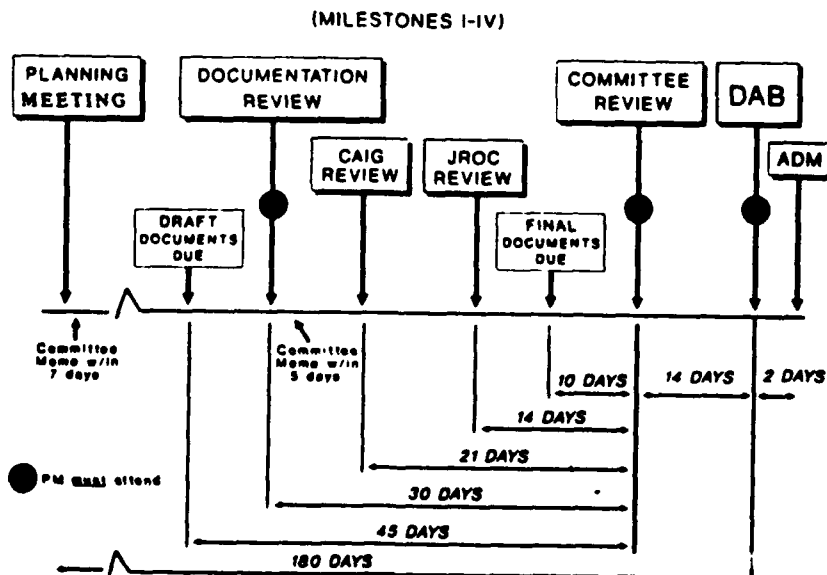 (MILESTONES I-IV)
PLANNING
MEETING
DOCUMENTATION
REVIEW
COMMITTEE
REVIEW
DAB
CAIG
REVIEW
JROC
REVIEW
ADM
DRAFT
DOCUMENTS
DUE
FINAL
DOCUMENTS
DUE
Committee
Memo w/in
7 days
Committee
Memo w/in
5 days
10 DAYS
14 DAYS
2 DAYS
14 DAYS
21 DAYS
PM must attend
30 DAYS
45 DAYS
180 DAYS